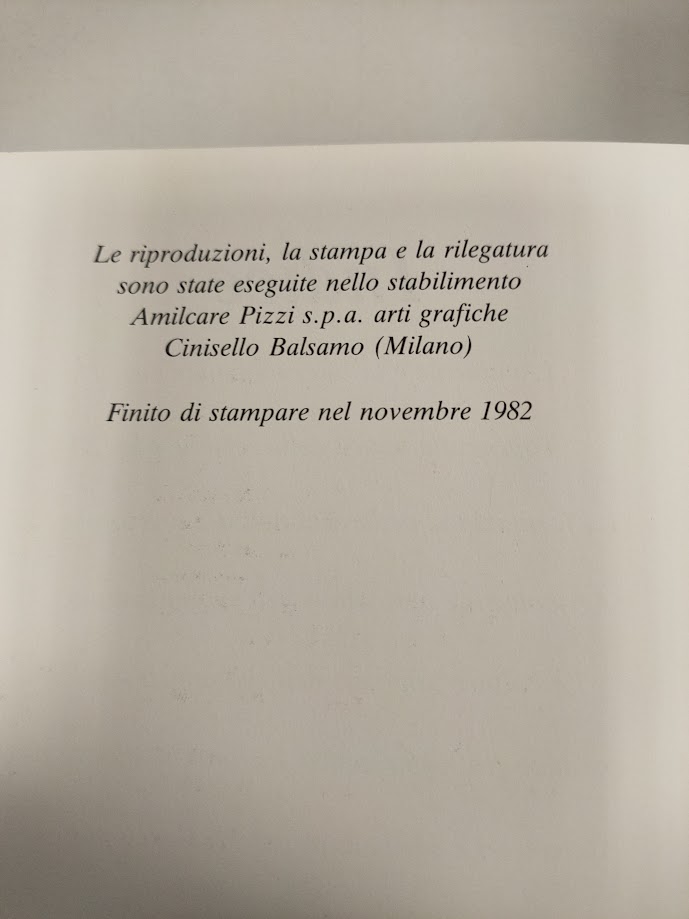 Le riproduzioni, la stampa e la rilegatura
sono state eseguite nello stabilimento
Amilcare Pizzi s.p.a. arti grafiche
Cinisello Balsamo (Milano)
Finito di stampare nel novembre 1982